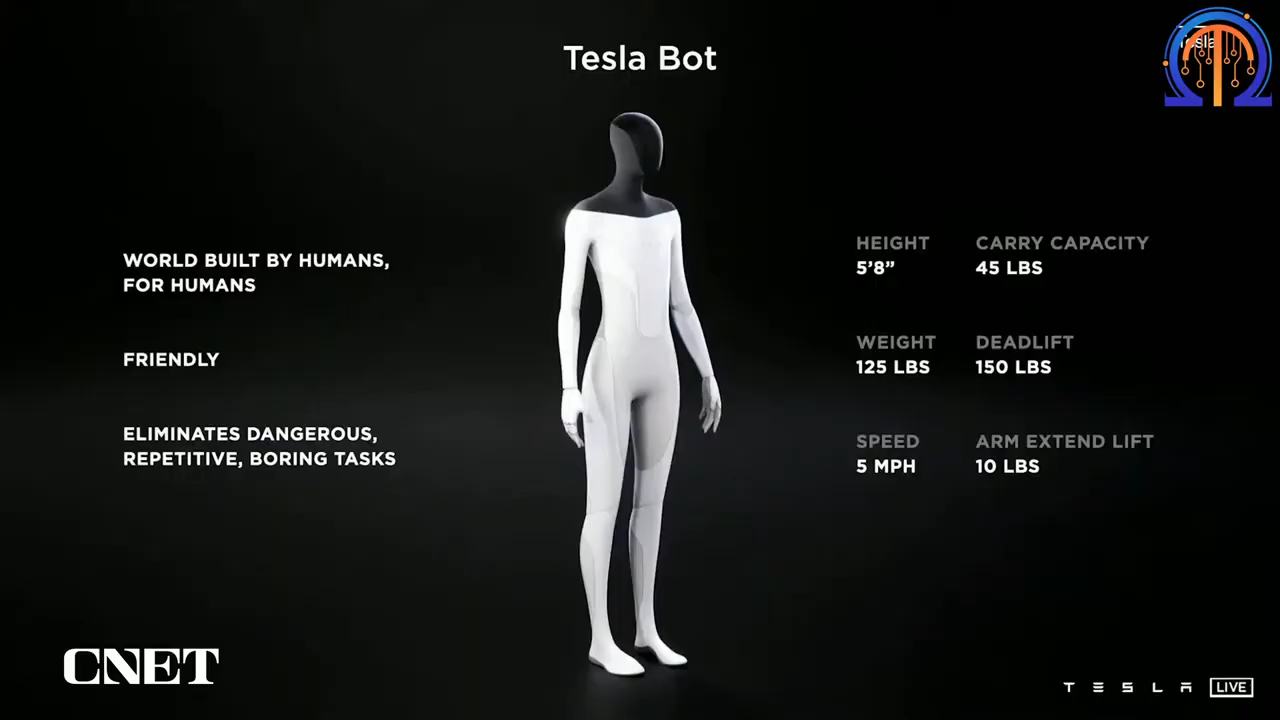 Tesla Bot
Tesla
WORLD BUILT BY HUMANS,
FOR HUMANS
FRIENDLY
ELIMINATES DANGEROUS,
REPETITIVE, BORING TASKS
HEIGHT
5’8”
CARRY CAPACITY
45 LBS
WEIGHT
125 LBS
DEADLIFT
150 LBS
SPEED
5 MPH
ARM EXTEND LIFT
10 LBS
CNET
TESLA LIVE